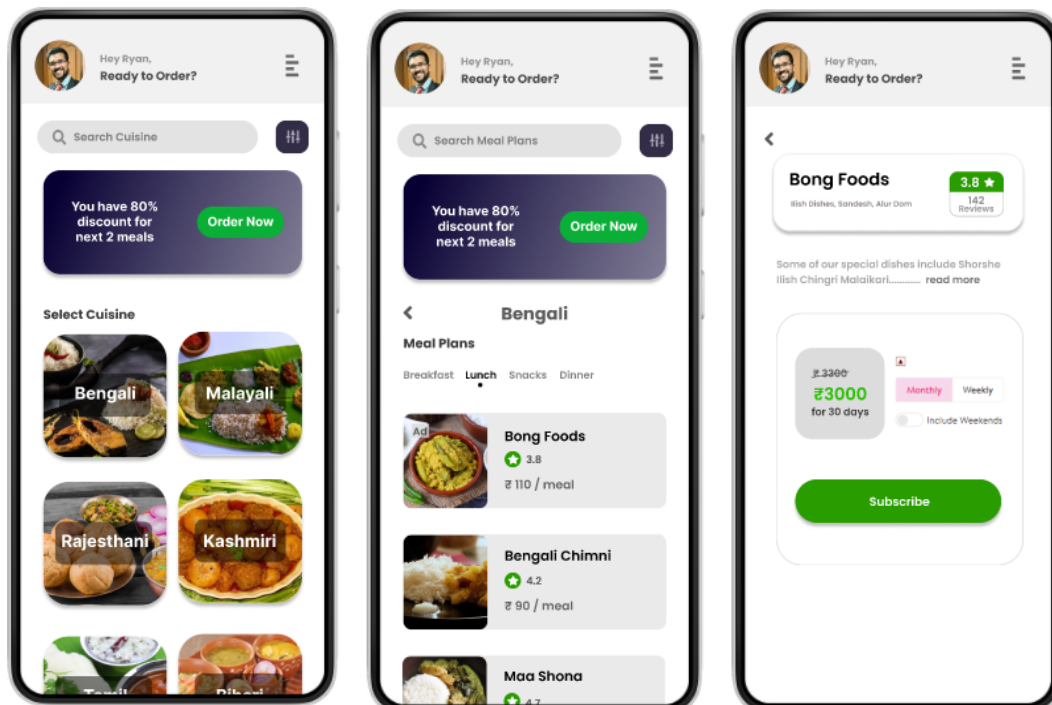 Hey Ryan,
Ready to Order?
Search Cuisine
You have 80%
discount for
next 2 meals
Order Now
Select Cuisine
Bengali
Malayali
Rajesthani
Kashmiri
Tamil
Bihari
Hey Ryan,
Ready to Order?
Search Meal Plans
You have 80%
discount for
next 2 meals
Order Now
Bengali
Meal Plans
Breakfast Lunch Snacks Dinner
Ad
Bong Foods
3.8
₹ 110 / meal
Bengali Chimni
4.2
₹ 90 / meal
Maa Shona
4.7
Hey Ryan,
Ready to Order?
Bong Foods
3.8
Ilish Dishes, Sandesh, Alur Dom
142
Reviews
Some of our special dishes include Shorshe
Ilish Chingri Malaikari............. read more
₹ 3300
₹3000
for 30 days
Monthly Weekly
Include Weekends
Subscribe